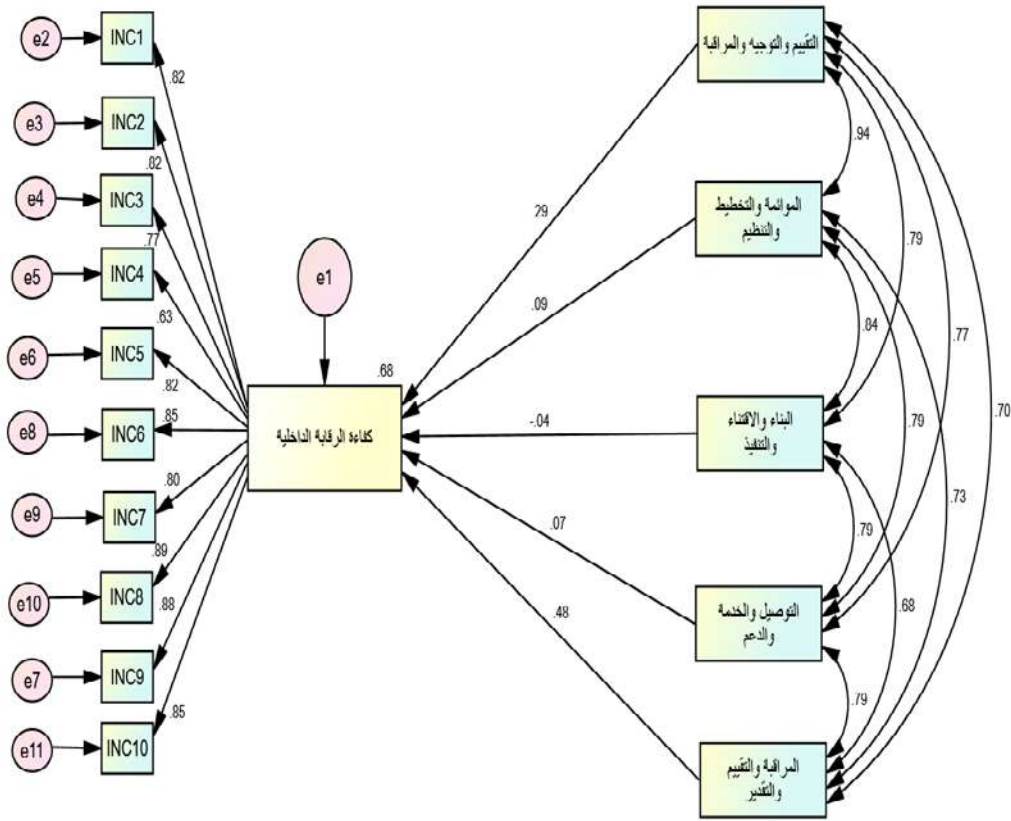 e2
INC1
.82
e3
INC2
.82
e4
INC3
.77
e5
INC4
.63
e6
INC5
.82
e8
INC6
.85
e9
INC7
.80
e10
INC8
.89
e7
INC9
.88
e11
INC10
.85
e1
.68
كفاءة الرقابة الداخلية
التقييم والتوجيه والمراقبة
الموائمة والتخطيط
والتنظيم
البناء والاقتناء
والتنفيذ
التوصيل والخدمة
والدعم
المراقبة والتقييم
والتقدير
.29
.09
-.04
.07
.48
.94
.79
.84
.77
.79
.70
.73
.79
.68
.79